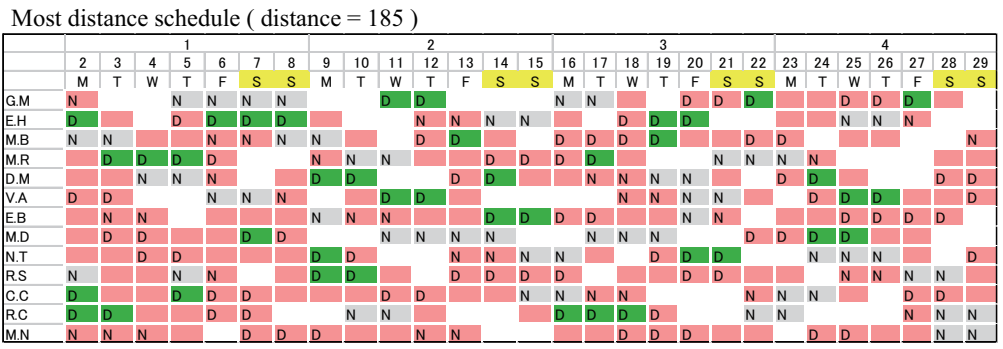 Most distance schedule ( distance = 185 )
1 2 3 4
2 3 4 5 6 7 8 9 10 11 12 13 14 15 16 17 18 19 20 21 22 23 24 25 26 27 28 29
M T W T F S S M T W T F S S M T W T F S S M T W T F S S
G.M N N N N N D D N N D D D D D D
E.H D D D D D N N N N D D D N N N
M.B N N N N N N D D D D D D D D D N
M.R D D D D N N N D D D D N N N N N
D.M N N N D D D D N N N N D D D D
V.A D D N N N D D N N N N D D D D
E.B N N N N N D D D D N N D D D D D
M.D D D D D N N N N N N N D D D D
N.T D D D D N N N N D D D N N N D
R.S N N N D D D D D D D D N N N N
C.C D D D D D D D N N N N N N N D D
R.C D D D D N N D D D D N N N N N
M.N N N N D D D N N D D D D D N N